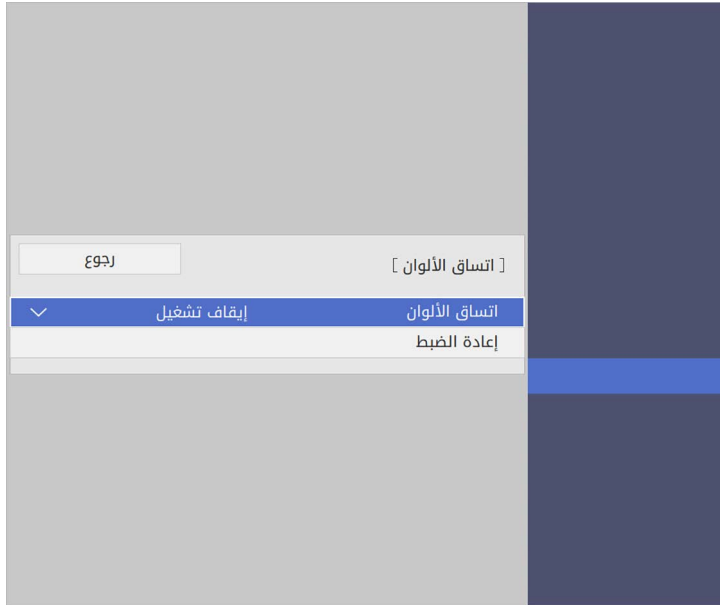 [ اتساق الألوان ]
رجوع
اتساق الألوان إيقاف تشغيل
إعادة الضبط